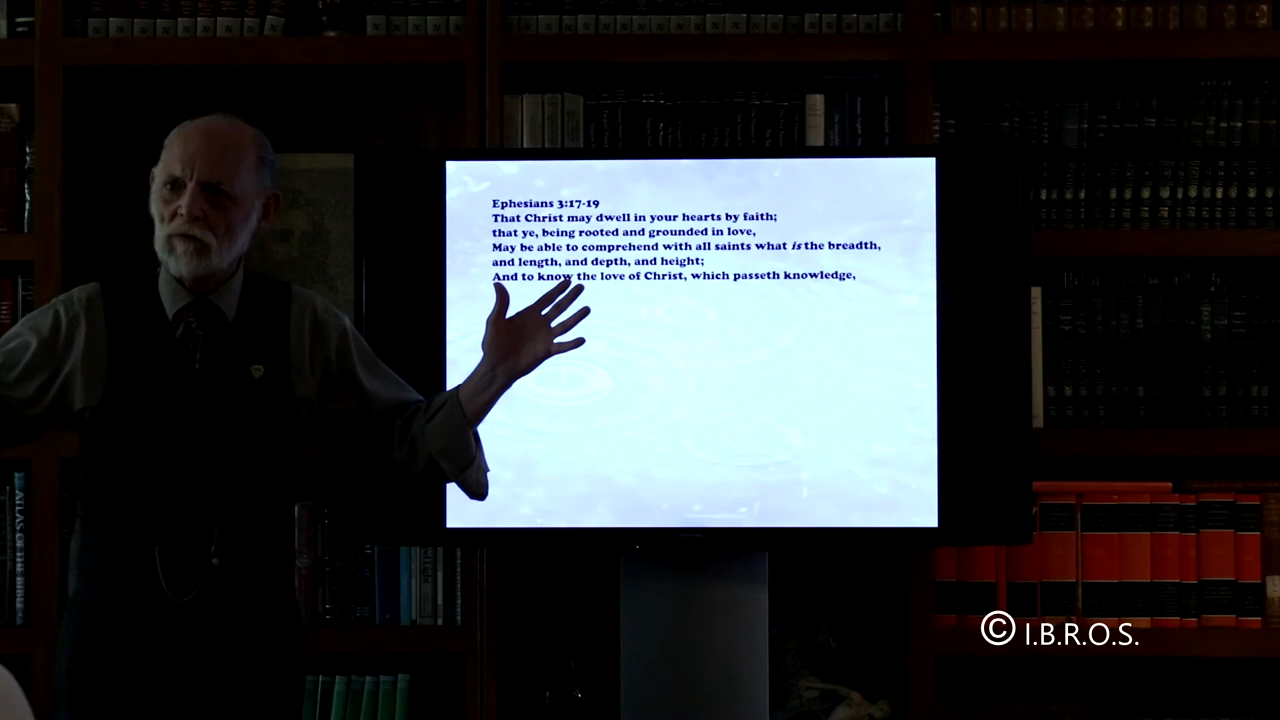 Ephesians 3:17-19
That Christ may dwell in your hearts by faith;
that ye, being rooted and grounded in love,
May be able to comprehend with all saints what is the breadth,
and length, and depth, and height;
And to know the love of Christ, which passeth knowledge,
ATLAS OF THE BIBLE
© I.B.R.O.S.